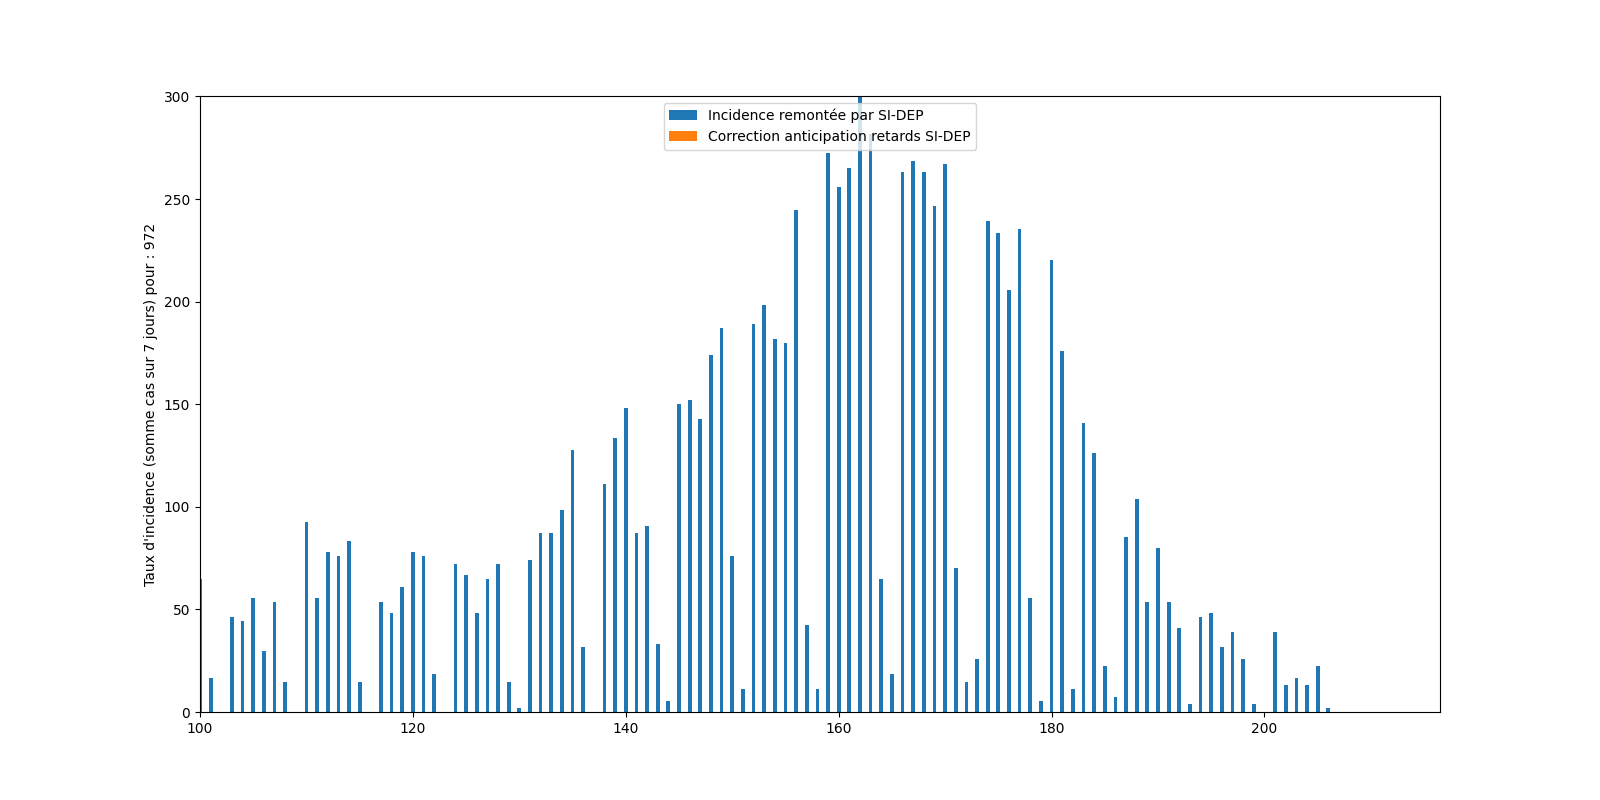 Incidence remontée par SI-DEP
Correction anticipation retards SI-DEP
Taux d'incidence (somme cas sur 7 jours) pour : 972
300
250
200
150
100
50
0
100 120 140 160 180 200